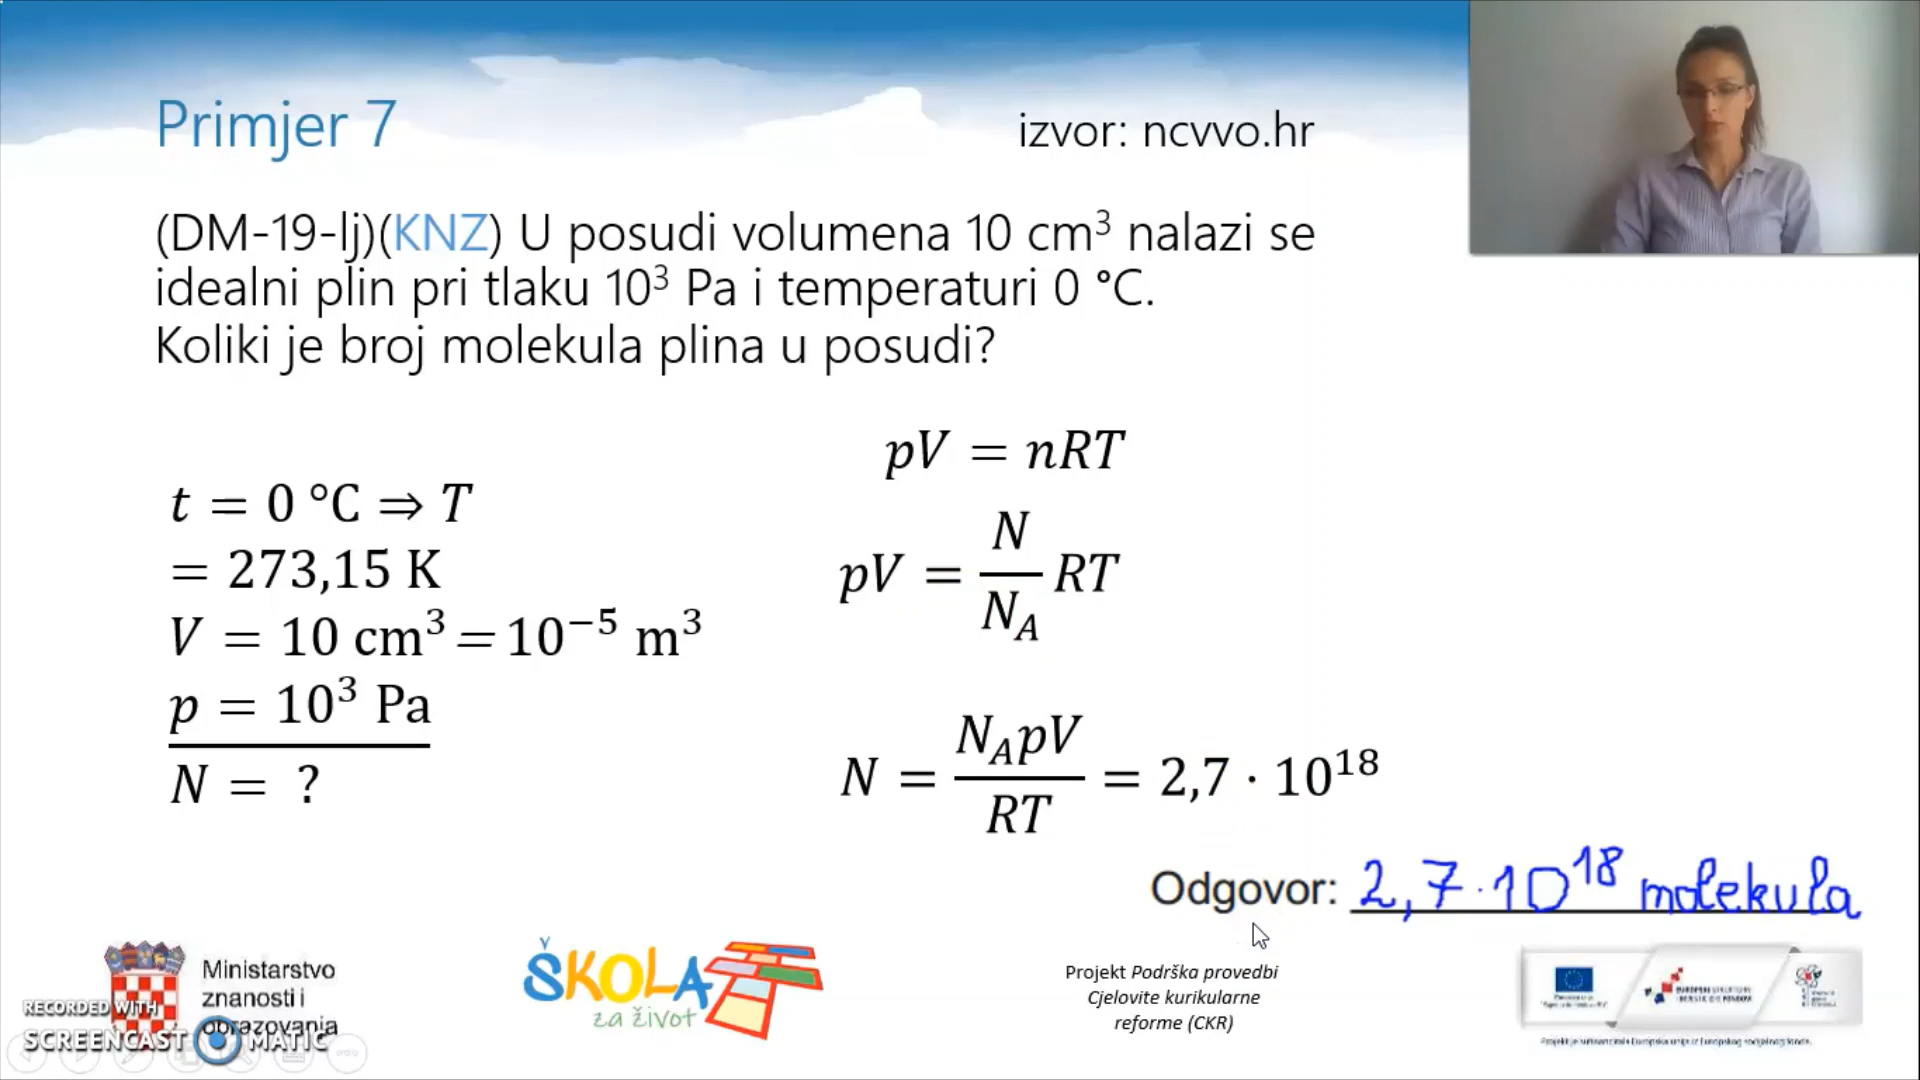 Primjer 7
izvor: ncvvo.hr
(DM-19-lj)(KNZ) U posudi volumena 10 cm³ nalazi se
idealni plin pri tlaku 10³ Pa i temperaturi 0 °C.
Koliki je broj molekula plina u posudi?
t = 0 °C ⇒ T
= 273,15 K
V = 10 cm³ = 10⁻⁵ m³
p = 10³ Pa
N = ?
pV = nRT
pV = N/N_A RT
N = N_A pV/RT = 2,7 · 10¹⁸
Odgovor: 2,7 · 10¹⁸ molekula
Ministarstvo
znanosti i
obrazovanja
RECORDED WITH
SCREENCAST MATIC
ŠKOLA
za život
Projekt Podrška provedbi
Cjelovite kurikularne
reforme (CKR)